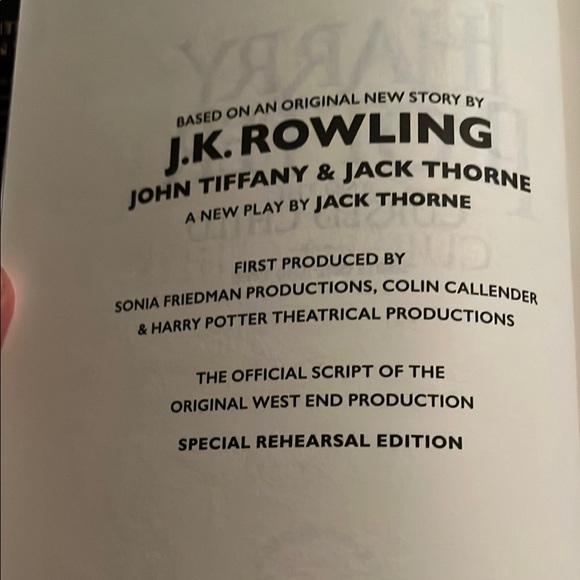 BASED ON AN ORIGINAL NEW STORY BY
J.K. ROWLING
JOHN TIFFANY & JACK THORNE
A NEW PLAY BY JACK THORNE
FIRST PRODUCED BY
SONIA FRIEDMAN PRODUCTIONS, COLIN CALLENDER
& HARRY POTTER THEATRICAL PRODUCTIONS
THE OFFICIAL SCRIPT OF THE
ORIGINAL WEST END PRODUCTION
SPECIAL REHEARSAL EDITION